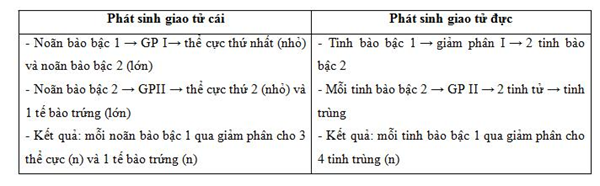 Phát sinh giao tử cái
- Noãn bào bậc 1 → GP I→ thể cực thứ nhất (nhỏ)
và noãn bào bậc 2 (lớn)
- Noãn bào bậc 2 → GPII → thể cực thứ 2 (nhỏ) và
1 tế bào trứng (lớn)
- Kết quả: mỗi noãn bào bậc 1 qua giảm phân cho 3
thể cực (n) và 1 tế bào trứng (n)
Phát sinh giao tử đực
- Tinh bào bậc 1 → giảm phân I → 2 tinh bào
bậc 2
- Mỗi tinh bào bậc 2 → GP II → 2 tinh tử → tinh
trùng
- Kết quả: mỗi tinh bào bậc 1 qua giảm phân cho
4 tinh trùng (n)